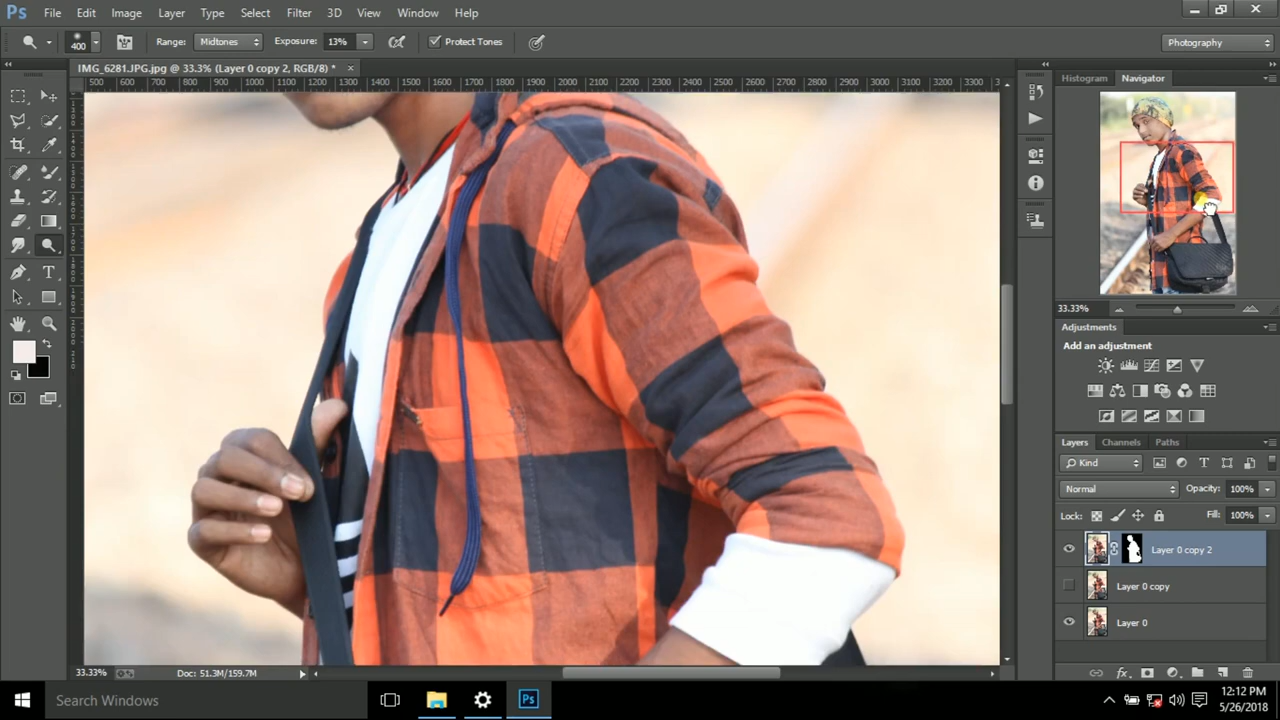 Ps File Edit Image Layer Type Select Filter 3D View Window Help
400 Range: Midtones Exposure: 13% Protect Tones Photography
IMG_6281.JPG.jpg @ 33.3% (Layer 0 copy 2, RGB/8) * ×
500 600 700 800 900 1000 1100 1200 1300 1400 1500 1600 1700 1800 1900 2000 2100 2200 2300 2400 2500 2600 2700 2800 2900 3000 3100 3200 3300
Histogram Navigator
33.33%
Adjustments
Add an adjustment
Layers Channels Paths
Kind
Normal Opacity: 100%
Lock: Fill: 100%
Layer 0 copy 2
Layer 0 copy
Layer 0
33.33% Doc: 51.3M/159.7M
Search Windows Ps 12:12 PM
5/26/2018